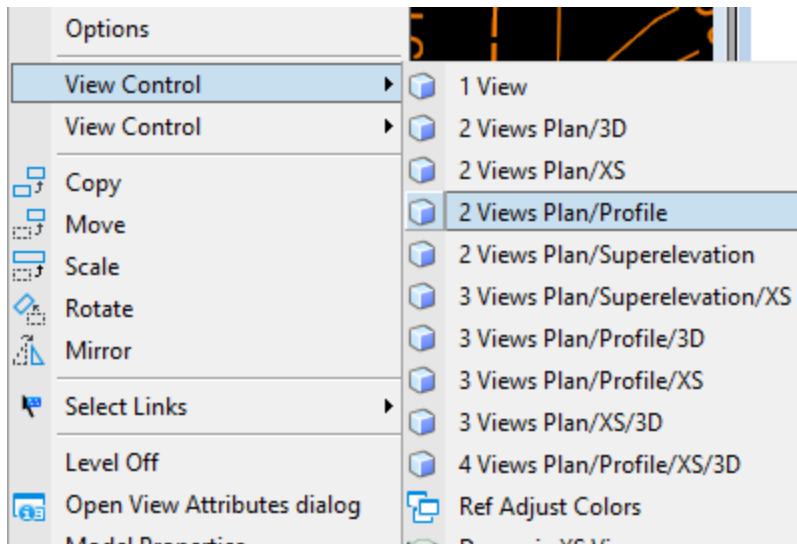 Options
View Control
View Control
Copy
Move
Scale
Rotate
Mirror
Select Links
Level Off
Open View Attributes dialog
1 View
2 Views Plan/3D
2 Views Plan/XS
2 Views Plan/Profile
2 Views Plan/Superelevation
3 Views Plan/Superelevation/XS
3 Views Plan/Profile/3D
3 Views Plan/Profile/XS
3 Views Plan/XS/3D
4 Views Plan/Profile/XS/3D
Ref Adjust Colors